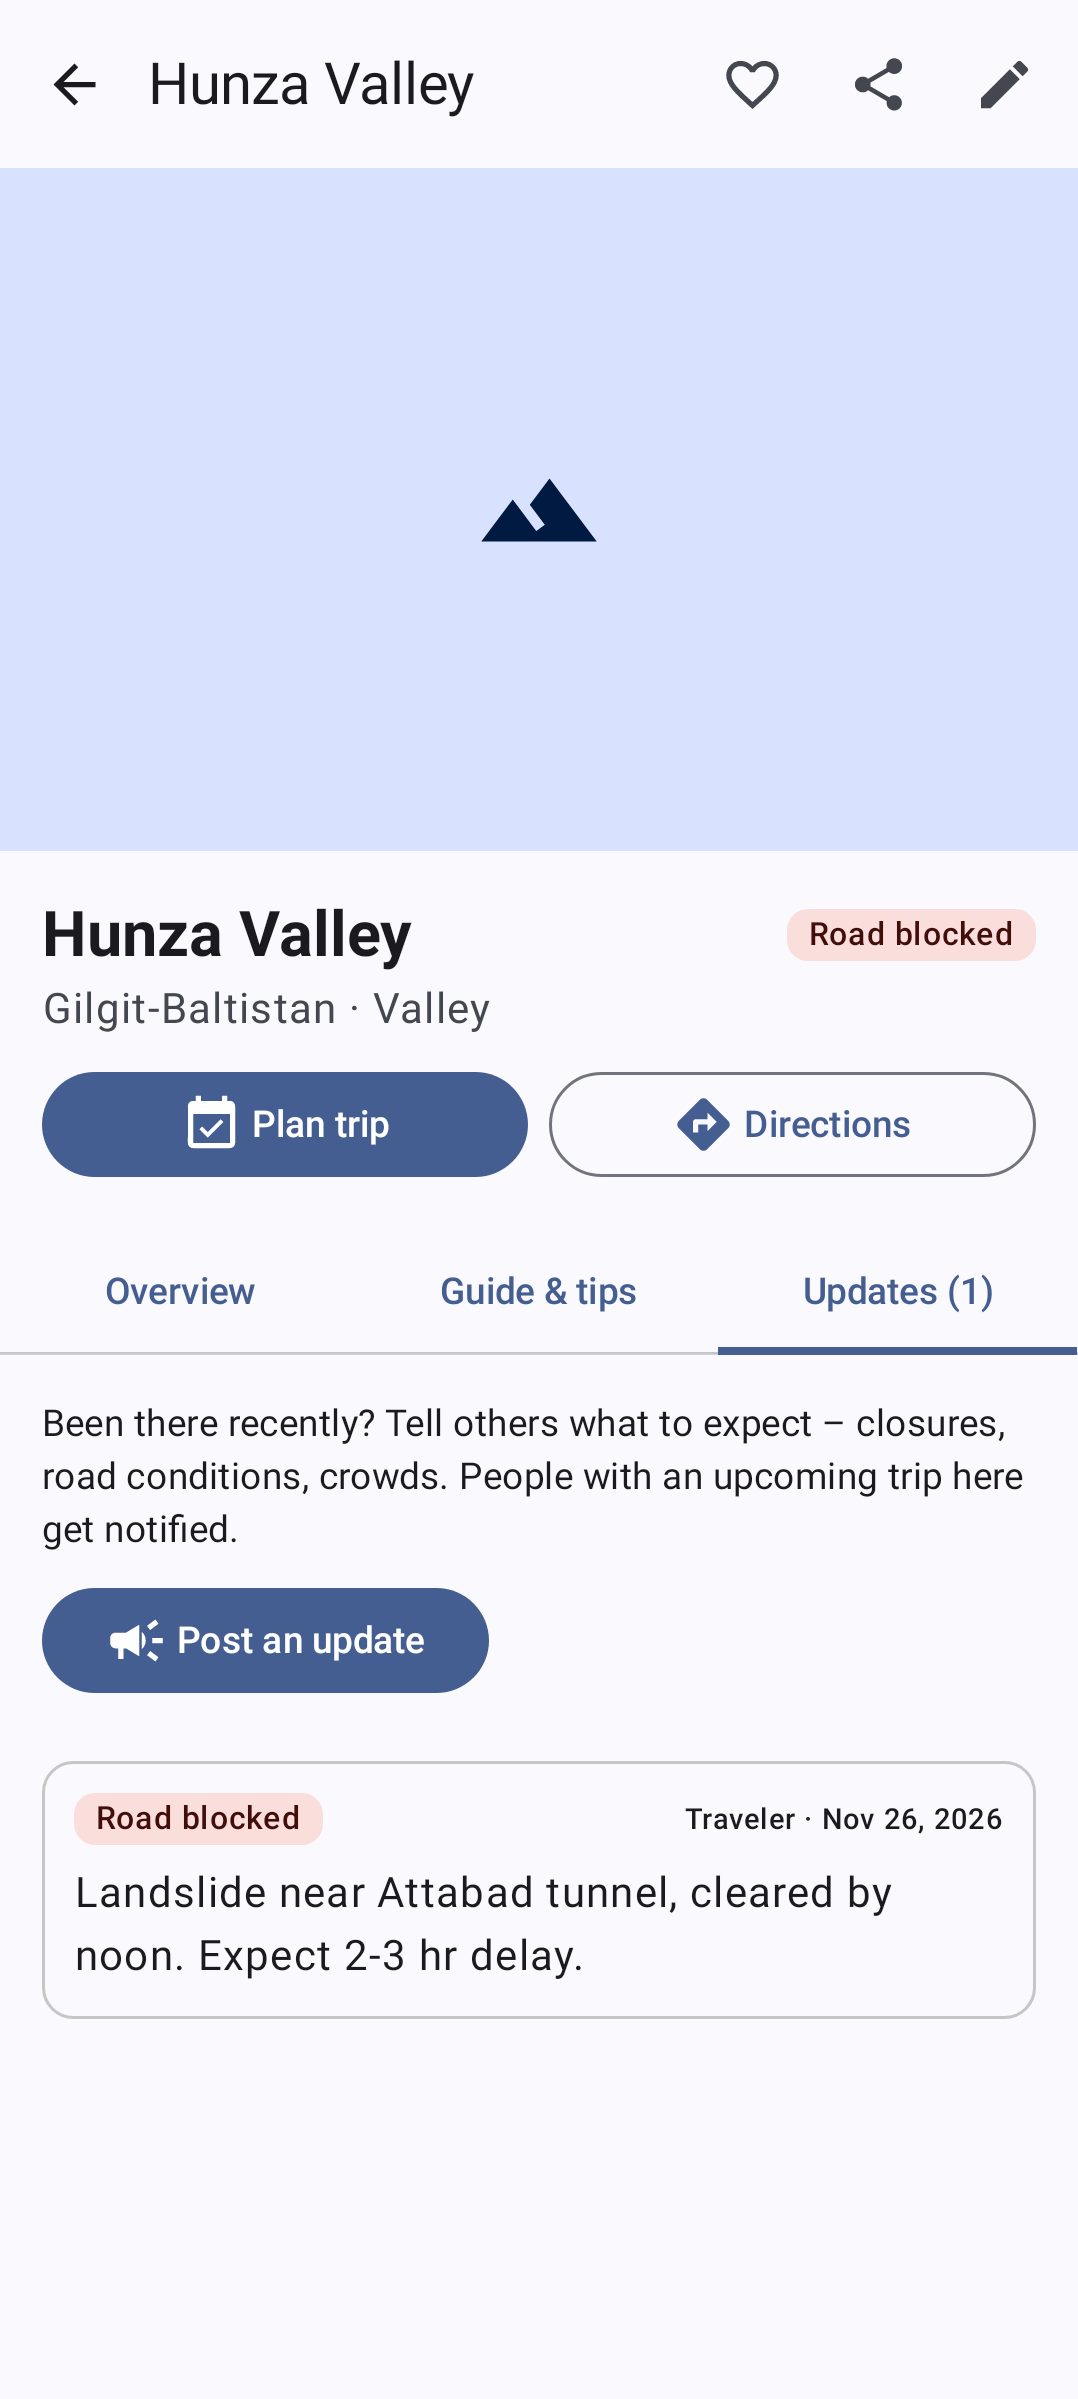 Hunza Valley
Hunza Valley
Road blocked
Gilgit-Baltistan · Valley
Plan trip
Directions
Overview
Guide & tips
Updates (1)
Been there recently? Tell others what to expect – closures,
road conditions, crowds. People with an upcoming trip here
get notified.
Post an update
Road blocked
Traveler · Nov 26, 2026
Landslide near Attabad tunnel, cleared by
noon. Expect 2-3 hr delay.